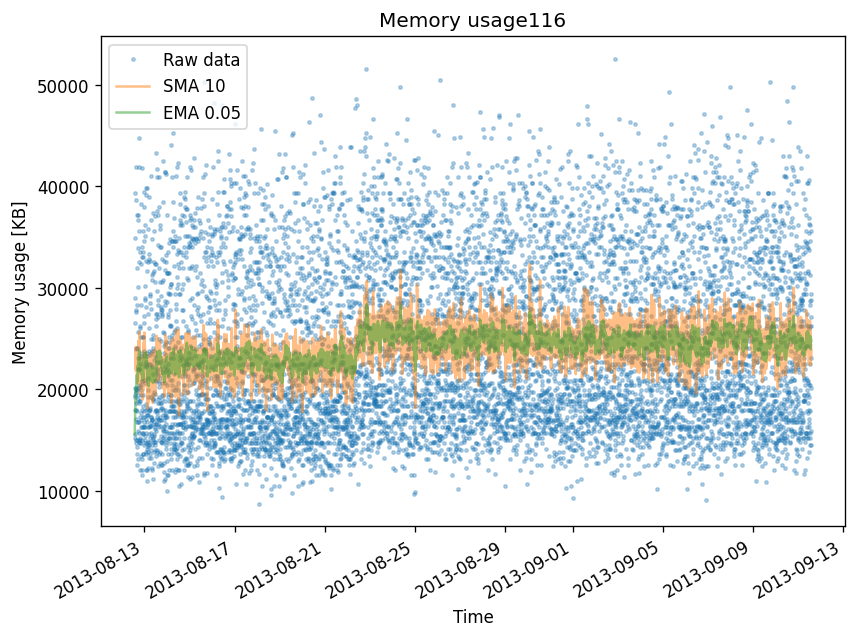 Memory usage116
Raw data
SMA 10
EMA 0.05
Memory usage [KB]
50000
40000
30000
20000
10000
2013-08-13
2013-08-17
2013-08-21
2013-08-25
2013-08-29
2013-09-01
2013-09-05
2013-09-09
2013-09-13
Time